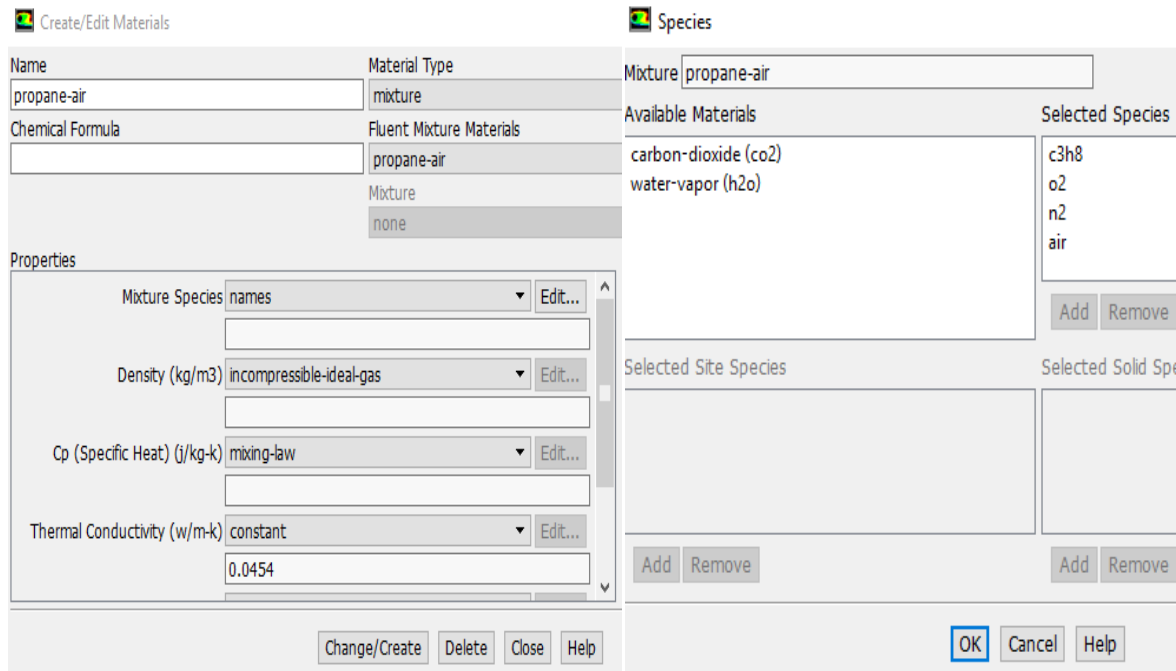 Create/Edit Materials
Name
Material Type
propane-air
mixture
Chemical Formula
Fluent Mixture Materials
propane-air
Mixture
none
Properties
Mixture Species names Edit...
Density (kg/m3) incompressible-ideal-gas Edit...
Cp (Specific Heat) (j/kg-k) mixing-law Edit...
Thermal Conductivity (w/m-k) constant Edit...
0.0454
Change/Create Delete Close Help
Species
Mixture propane-air
Available Materials
carbon-dioxide (co2)
water-vapor (h2o)
Selected Species
c3h8
o2
n2
air
Add Remove
Selected Site Species
Selected Solid Spe
Add Remove
Add Remove
OK Cancel Help